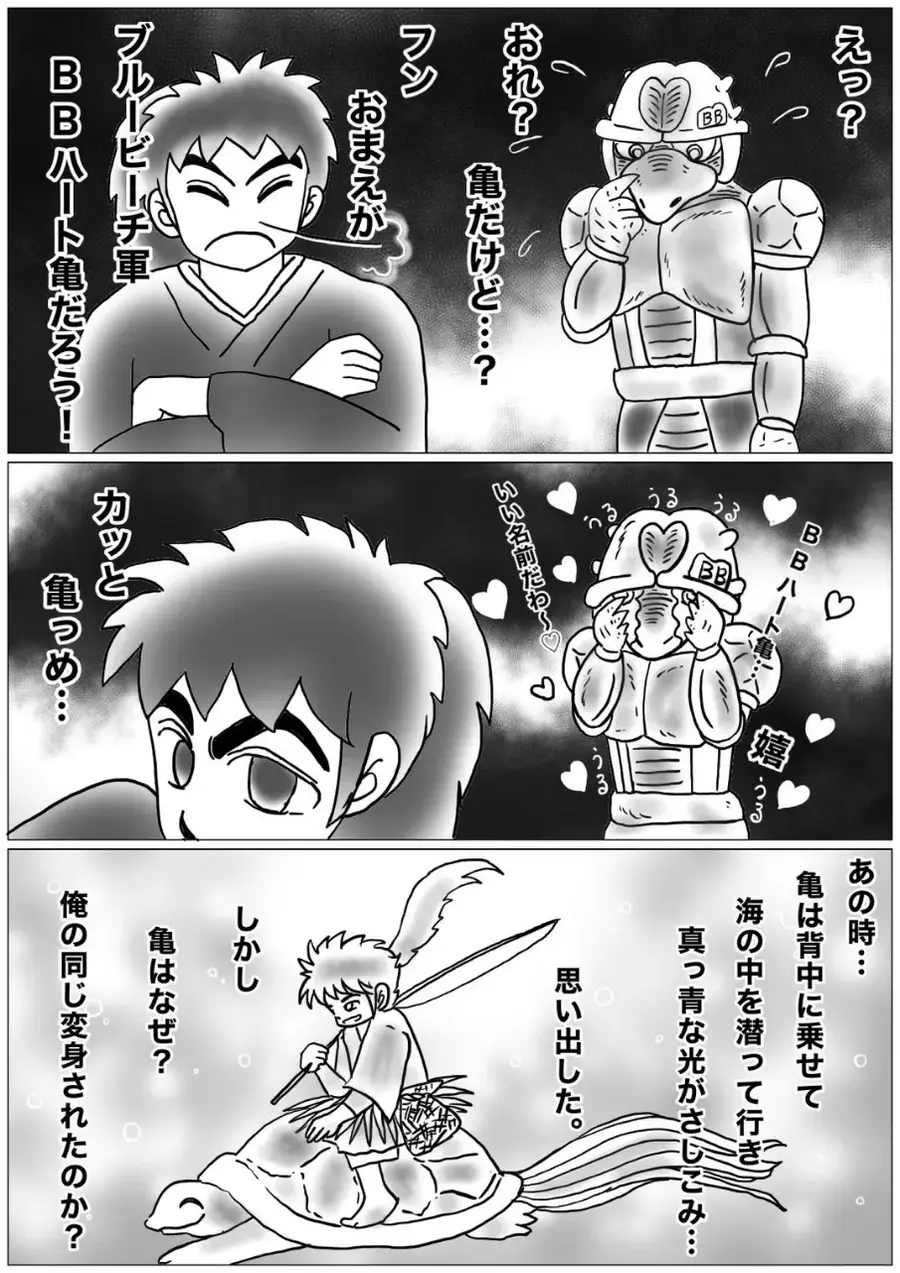 えっ?
BB
おれ?
亀だけど…?
フン
おまえが
ブルービーチ軍
BBハート亀だろう!
BBハート亀…
いい名前だわ~♡
うる
うる
BB
嬉
うる
うる
カッと
亀っめ…
あの時…
亀は背中に乗せて
海の中を潜って行き
真っ青な光がさしこみ…
思い出した。
しかし
亀はなぜ?
俺の同じ変身されたのか?